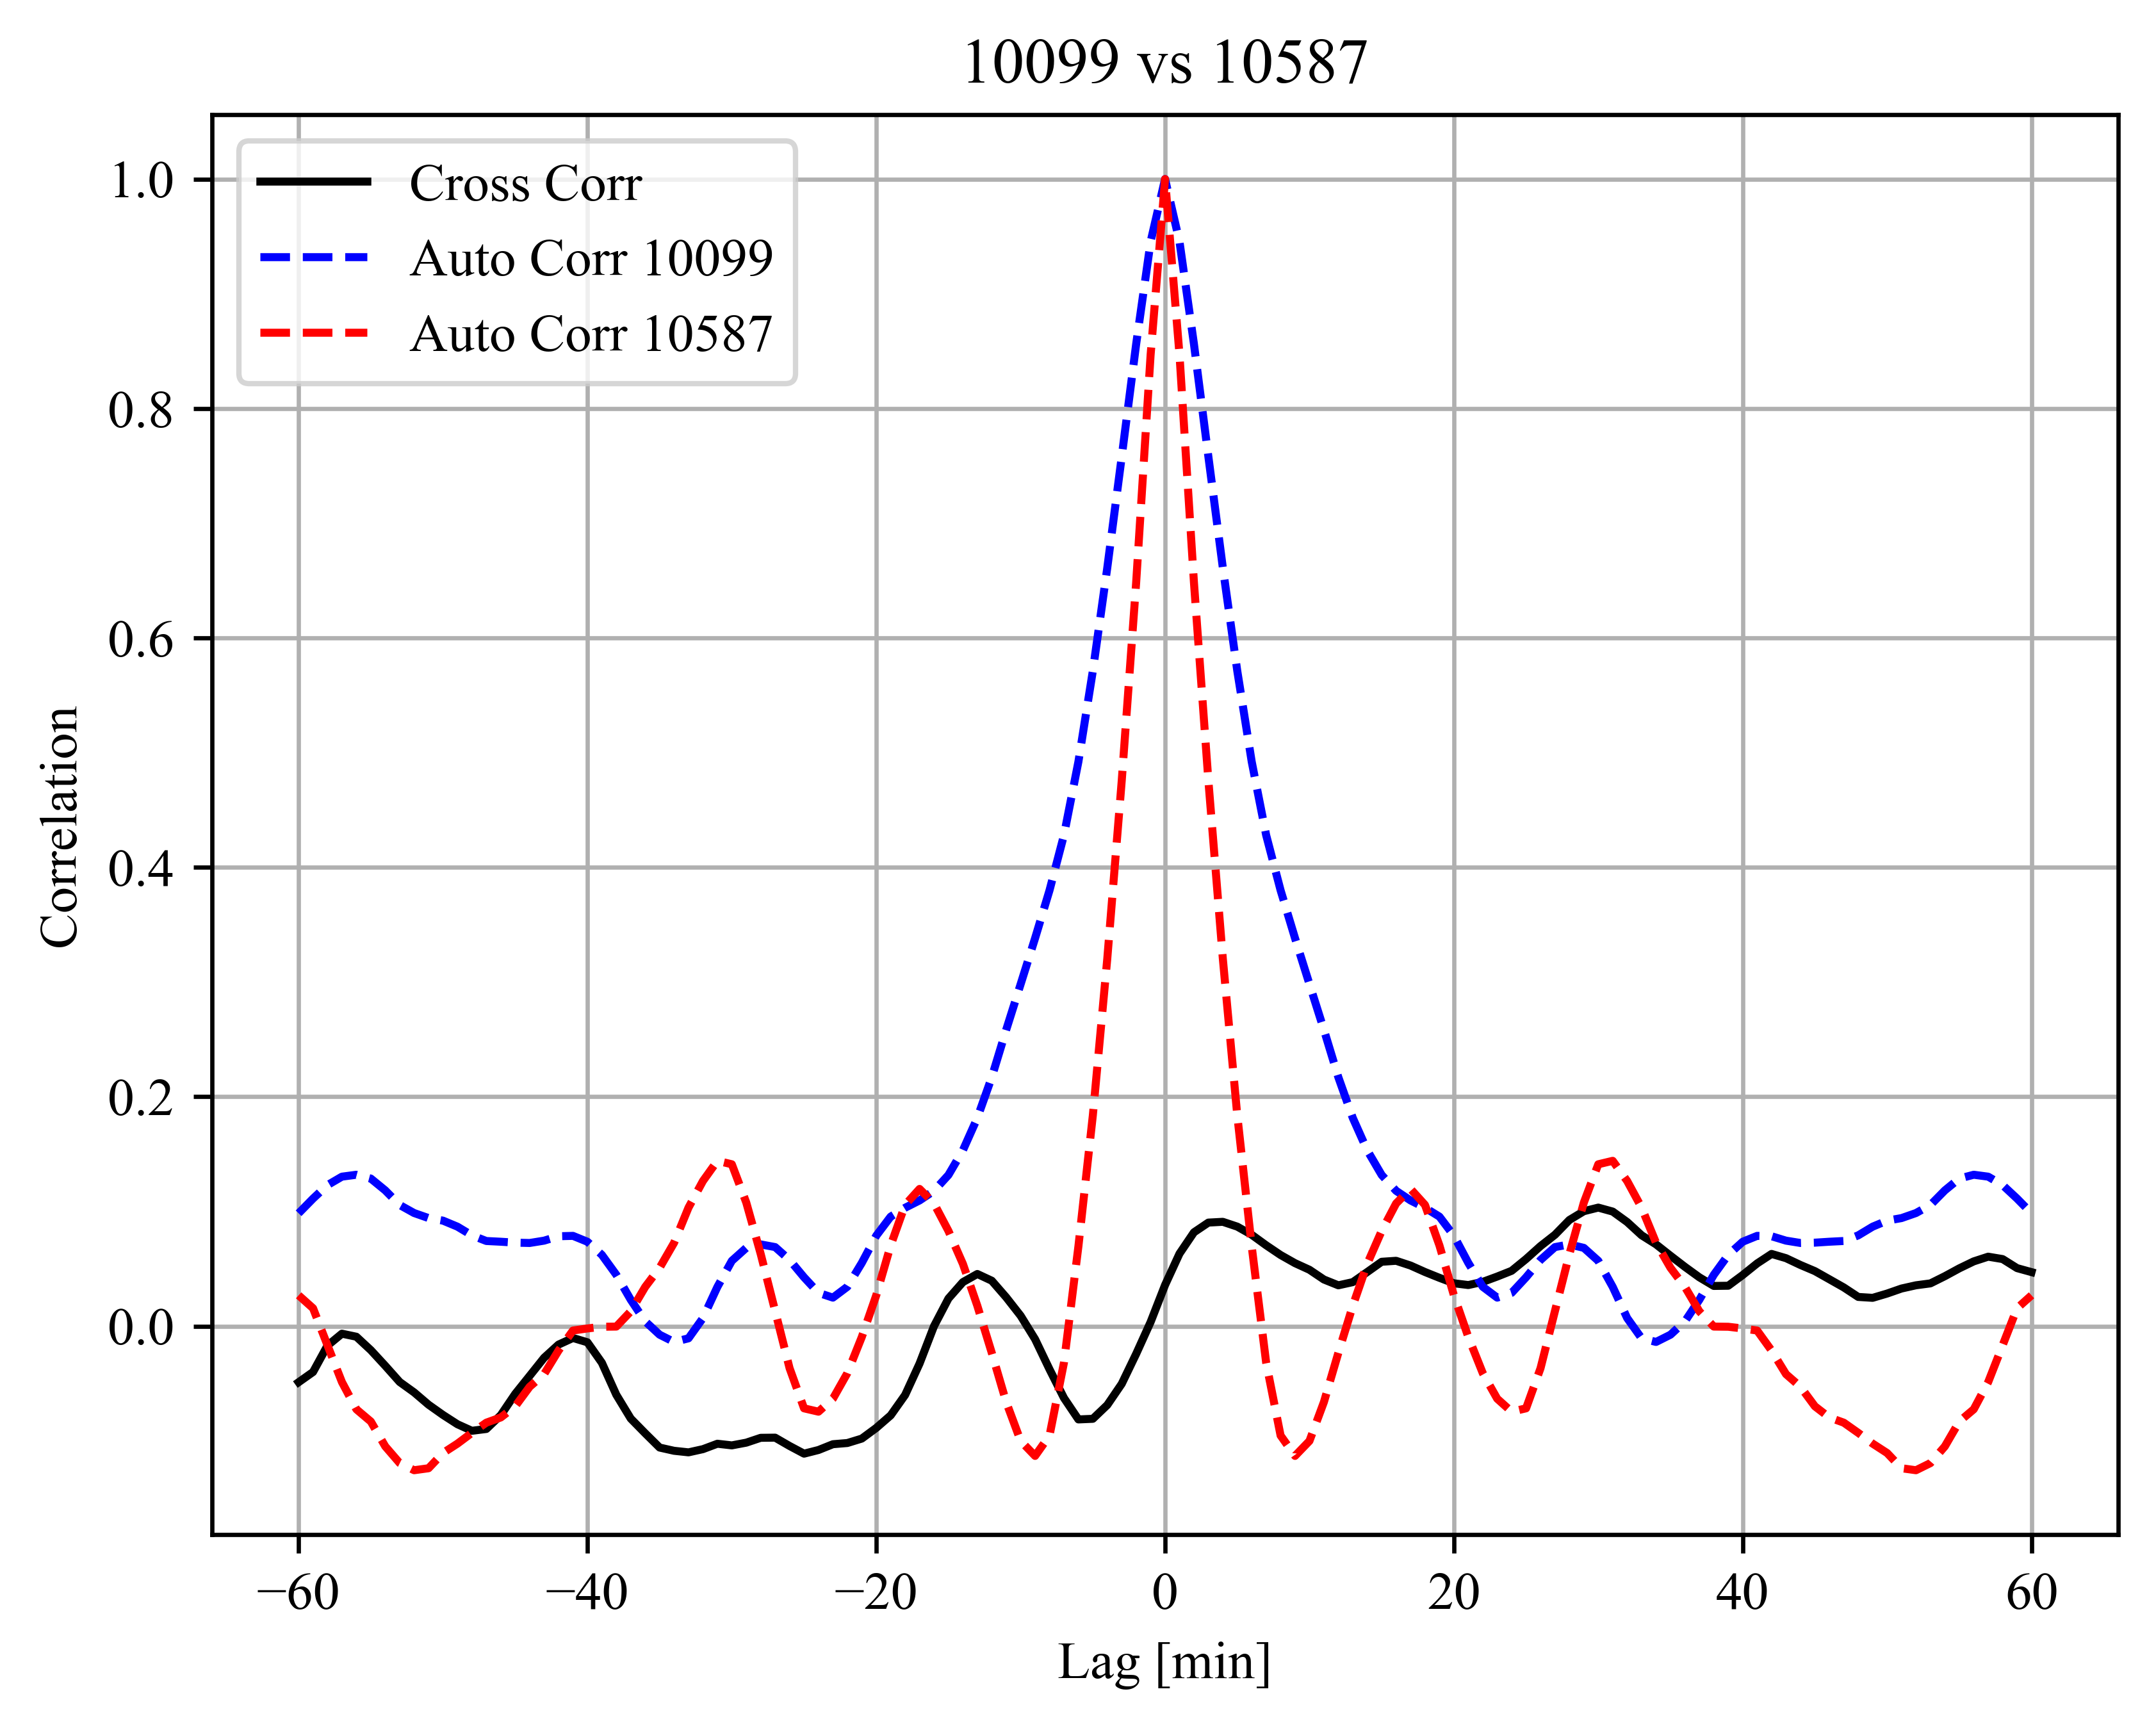 10099 vs 10587
Cross Corr
Auto Corr 10099
Auto Corr 10587
1.0
0.8
0.6
0.4
0.2
0.0
Correlation
−60
−40
−20
0
20
40
60
Lag [min]